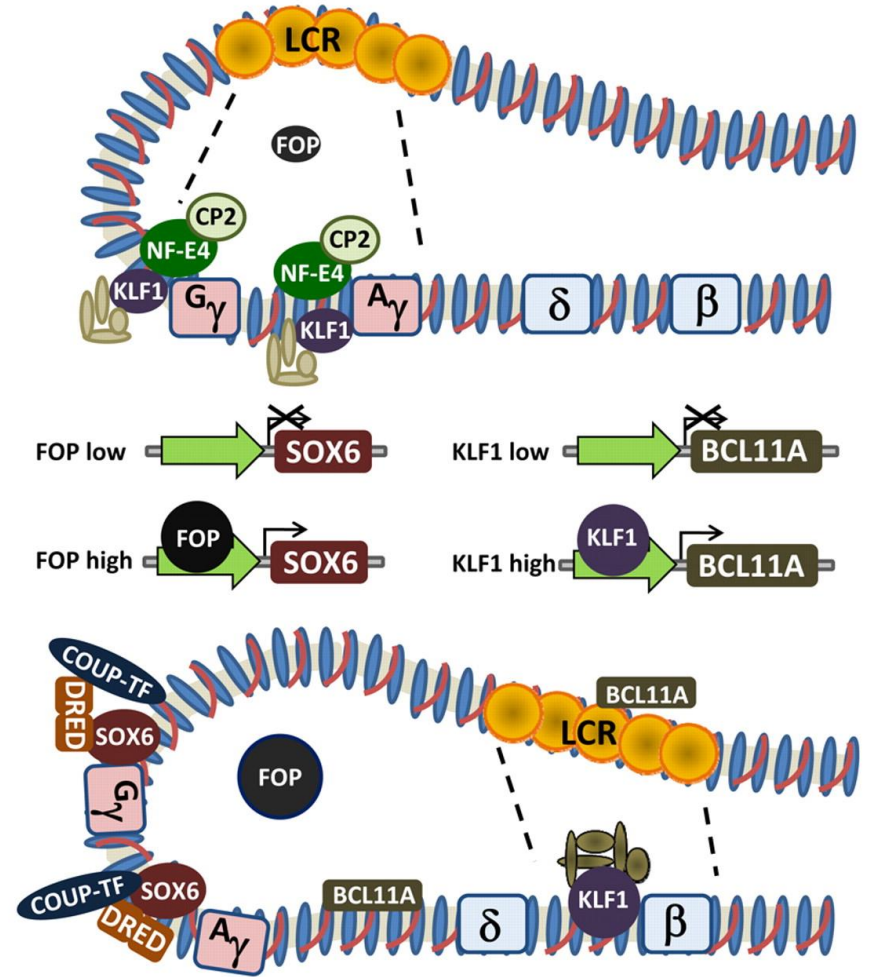 LCR
FOP
CP2
NF-E4
CP2
NF-E4
KLF1
Gγ
KLF1
Aγ
δ
β
FOP low
SOX6
KLF1 low
BCL11A
FOP
FOP high
SOX6
KLF1
KLF1 high
BCL11A
COUP-TF
DRED
SOX6
Gγ
FOP
BCL11A
LCR
COUP-TF
SOX6
DRED
Aγ
BCL11A
δ
KLF1
β